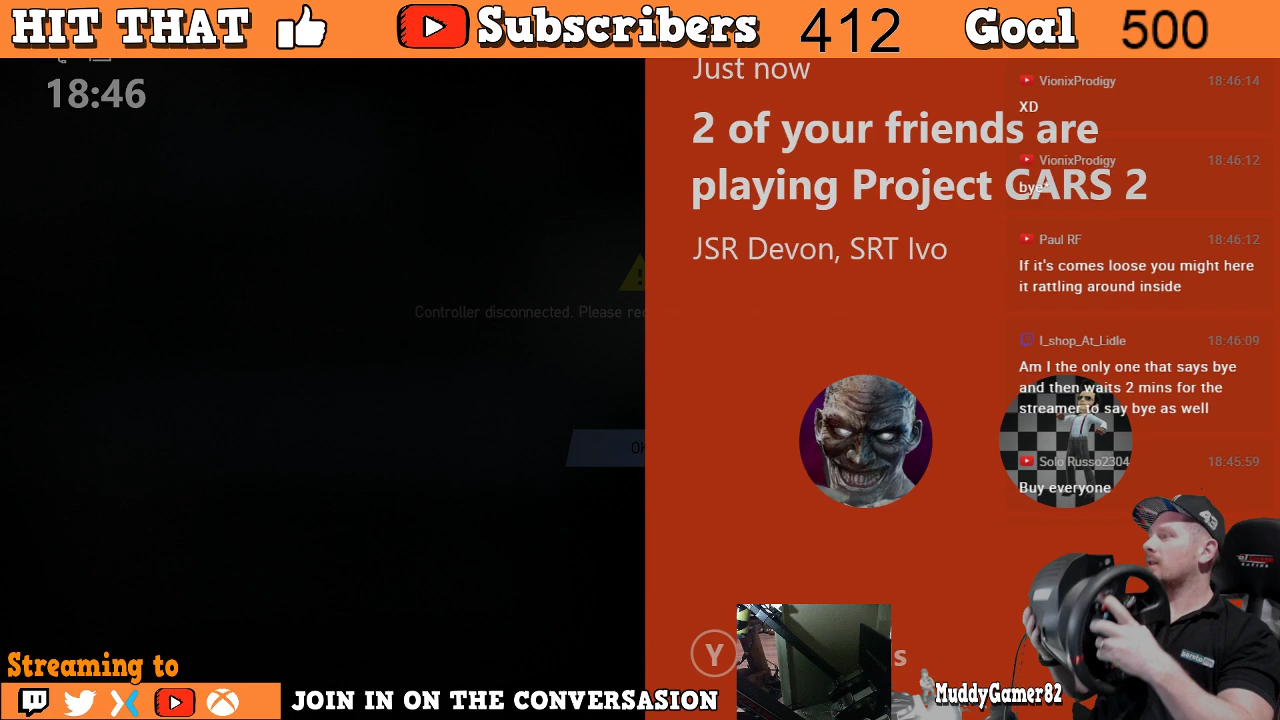 HIT THAT
Subscribers 412
Goal 500
18:46
Controller disconnected. Please
OK
Just now
2 of your friends are
playing Project CARS 2
JSR Devon, SRT Ivo
Y
s
VionixProdigy 18:46:14
XD
VionixProdigy 18:46:12
bye*
Paul RF 18:46:12
If it's comes loose you might here
it rattling around inside
I_shop_At_Lidle 18:46:09
Am I the only one that says bye
and then waits 2 mins for the
streamer to say bye as well
Solo Russo2304 18:45:59
Buy everyone
43
Streaming to
JOIN IN ON THE CONVERSASION
MuddyGamer82